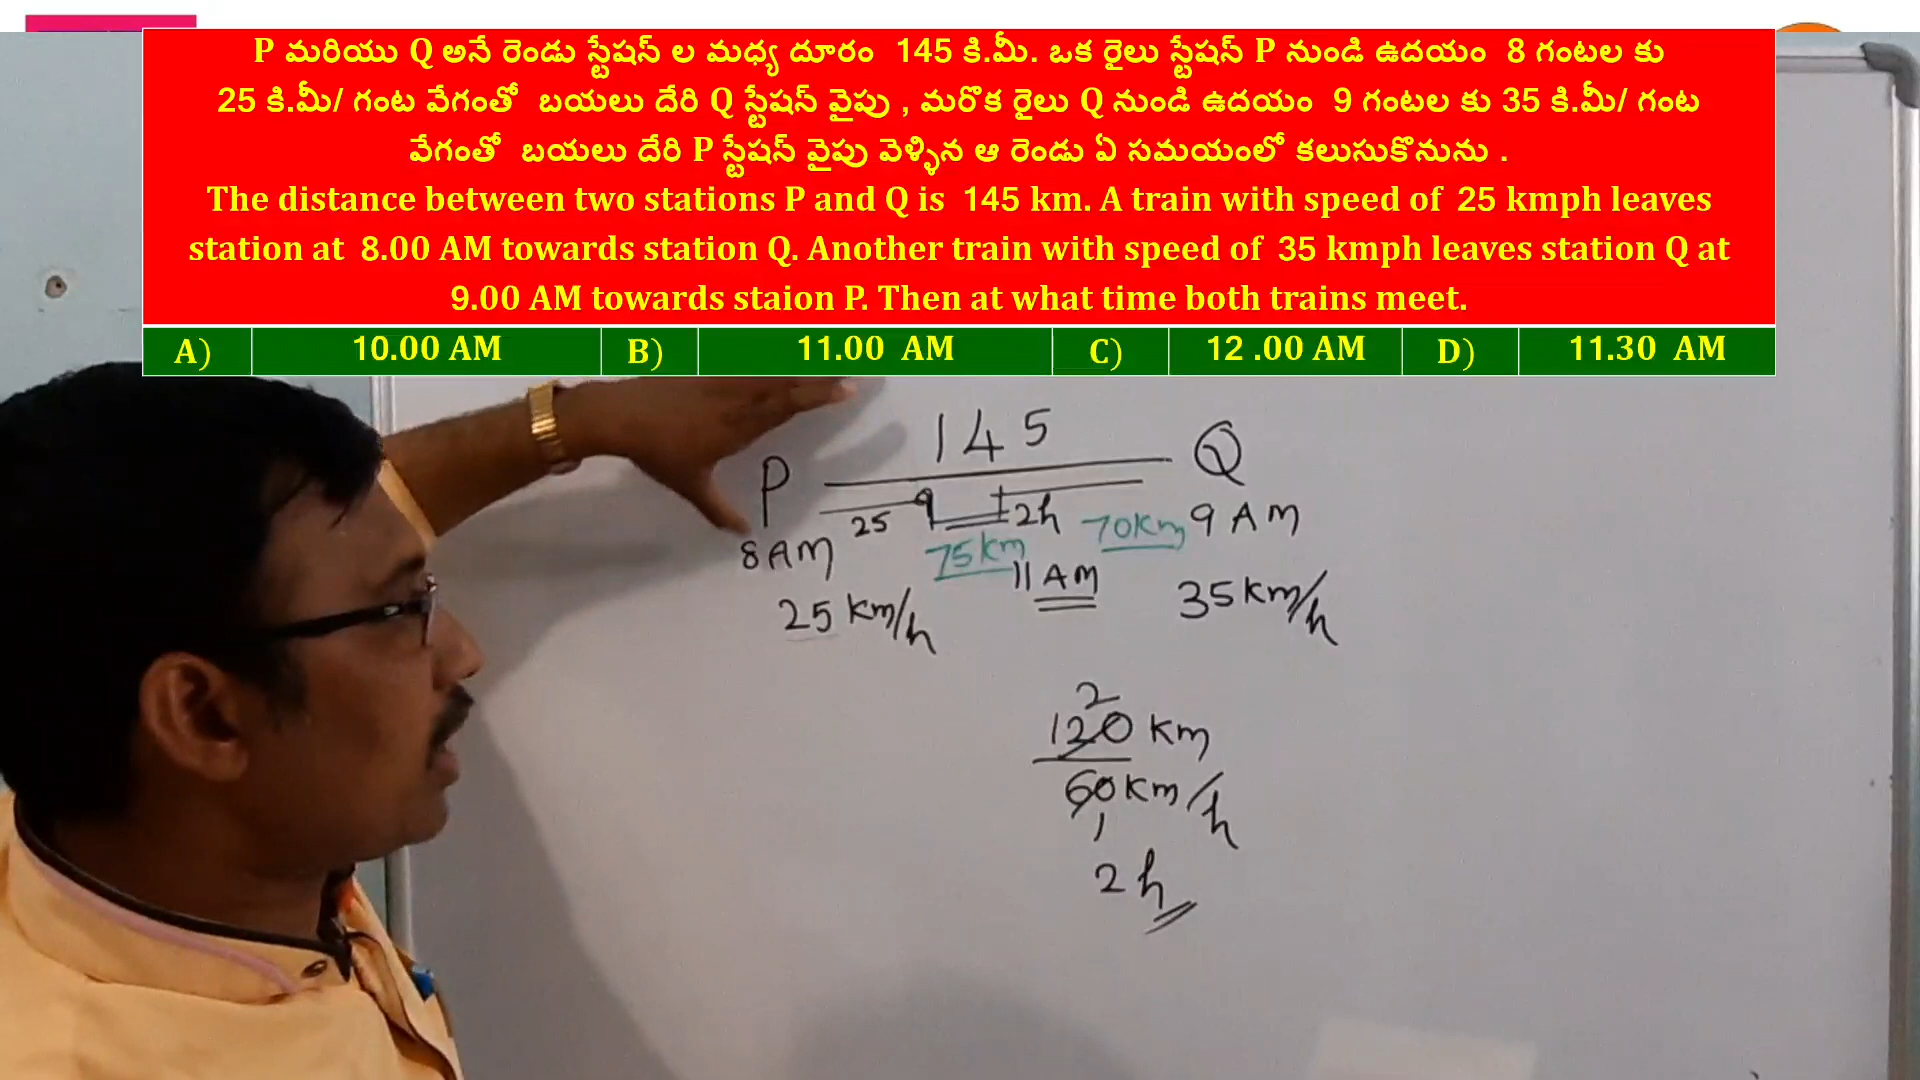 P మరియు Q అనే రెండు స్టేషన్ ల మధ్య దూరం 145 కి.మీ. ఒక రైలు స్టేషన్ P నుండి ఉదయం 8 గంటల కు
25 కి.మీ/ గంట వేగంతో బయలు దేరి Q స్టేషన్ వైపు , మరొక రైలు Q నుండి ఉదయం 9 గంటల కు 35 కి.మీ/ గంట
వేగంతో బయలు దేరి P స్టేషన్ వైపు వెళ్ళిన ఆ రెండు ఏ సమయంలో కలుసుకొనును .
The distance between two stations P and Q is 145 km. A train with speed of 25 kmph leaves
station at 8.00 AM towards station Q. Another train with speed of 35 kmph leaves station Q at
9.00 AM towards staion P. Then at what time both trains meet.
A) 10.00 AM B) 11.00 AM C) 12 .00 AM D) 11.30 AM
145
P Q
25 9 2h 70Km 9 AM
8AM 75km 11 AM
25 Km/h 35Km/h
2
120 Km
60Km/h
1
2 h